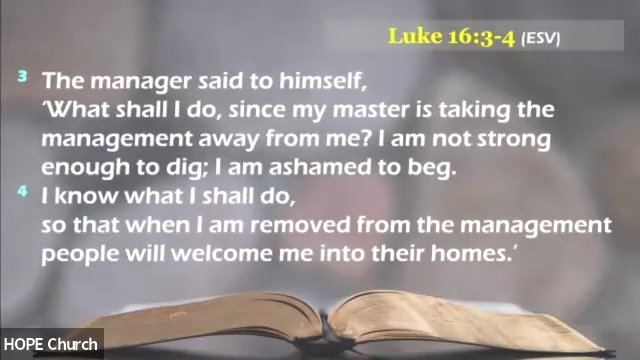 Luke 16:3-4 (ESV)
3 The manager said to himself,
‘What shall I do, since my master is taking the
management away from me? I am not strong
enough to dig; I am ashamed to beg.
4 I know what I shall do,
so that when I am removed from the management
people will welcome me into their homes.’
HOPE Church